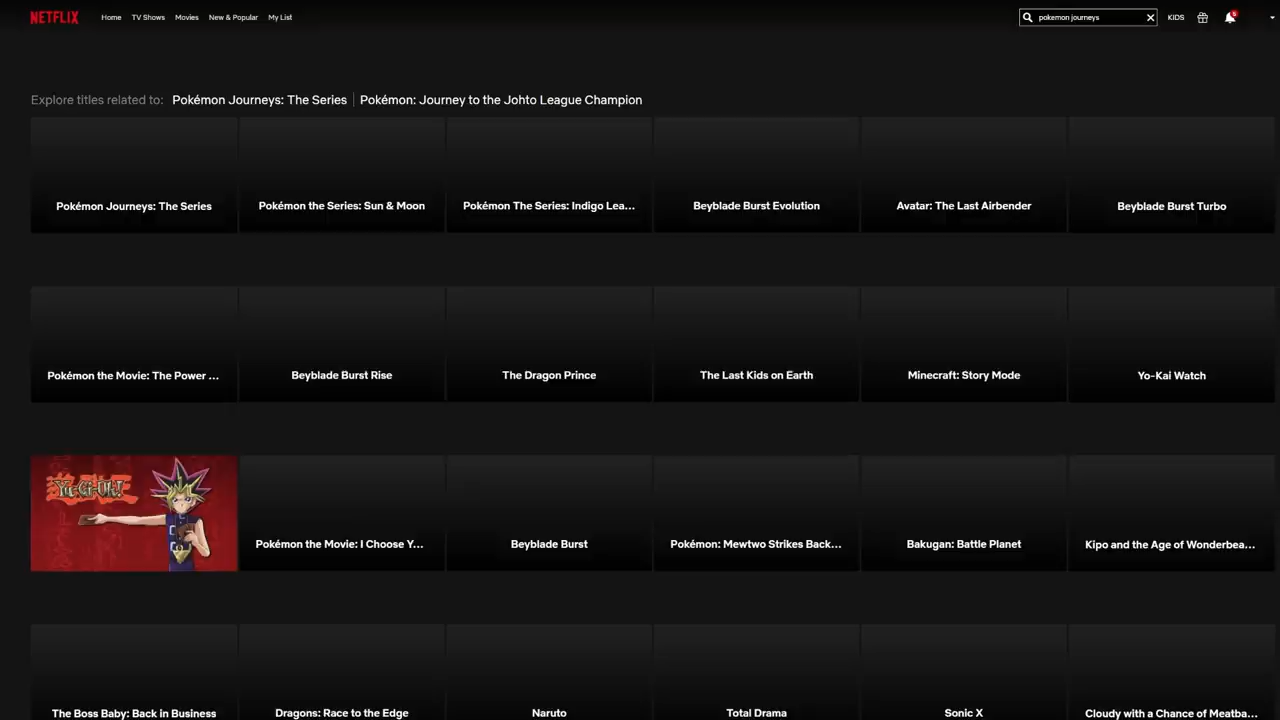 NETFLIX Home TV Shows Movies New & Popular My List pokemon journeys KIDS
Explore titles related to: Pokémon Journeys: The Series | Pokémon: Journey to the Johto League Champion
Pokémon Journeys: The Series Pokémon the Series: Sun & Moon Pokémon The Series: Indigo Lea... Beyblade Burst Evolution Avatar: The Last Airbender Beyblade Burst Turbo
Pokémon the Movie: The Power ... Beyblade Burst Rise The Dragon Prince The Last Kids on Earth Minecraft: Story Mode Yo-Kai Watch
Yu-Gi-Oh!
Pokémon the Movie: I Choose Y... Beyblade Burst Pokémon: Mewtwo Strikes Back... Bakugan: Battle Planet Kipo and the Age of Wonderbea...
The Boss Baby: Back in Business Dragons: Race to the Edge Naruto Total Drama Sonic X Cloudy with a Chance of Meatba...